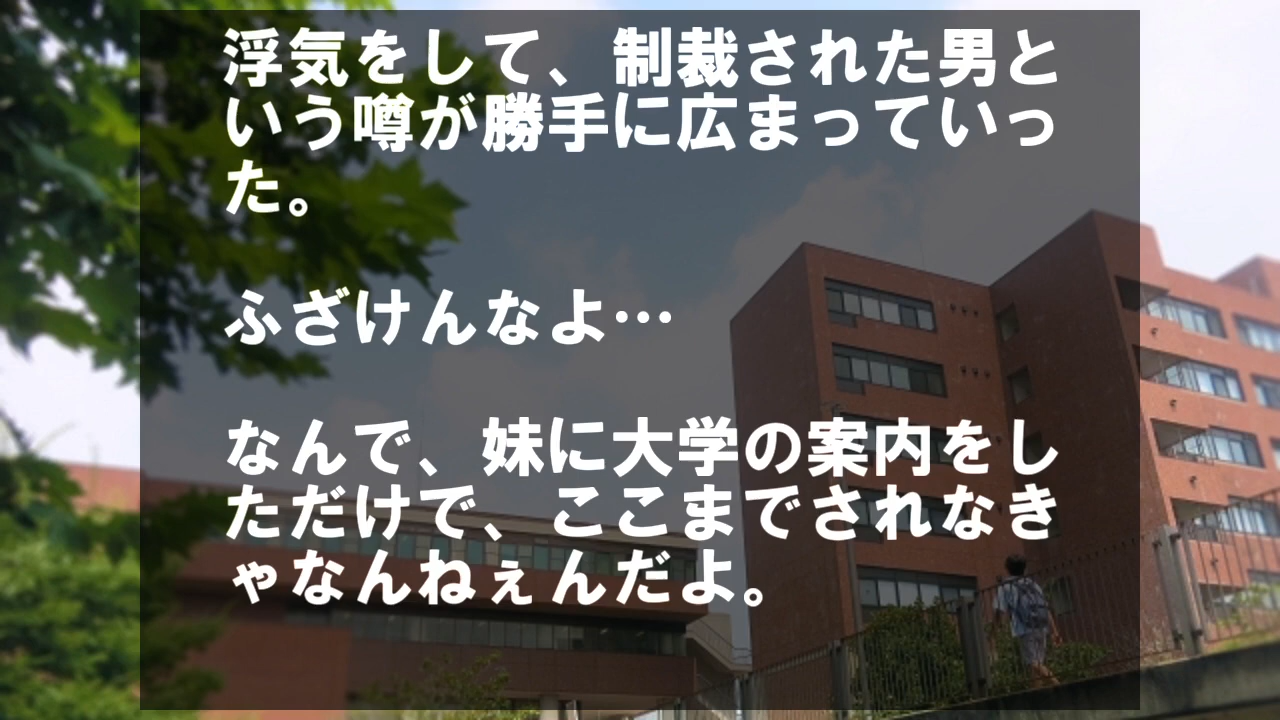 浮気をして、制裁された男と
いう噂が勝手に広まっていっ
た。
ふざけんなよ…
なんで、妹に大学の案内をし
ただけで、ここまでされなき
ゃなんねぇんだよ。